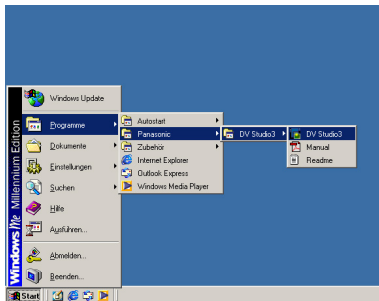 Windows Update
Programme
Dokumente
Einstellungen
Suchen
Hilfe
Ausführen...
Abmelden...
Beenden...
Windows Me Millennium Edition
Autostart
Panasonic
Zubehör
Internet Explorer
Outlook Express
Windows Media Player
DV Studio3
DV Studio3
Manual
Readme
Start